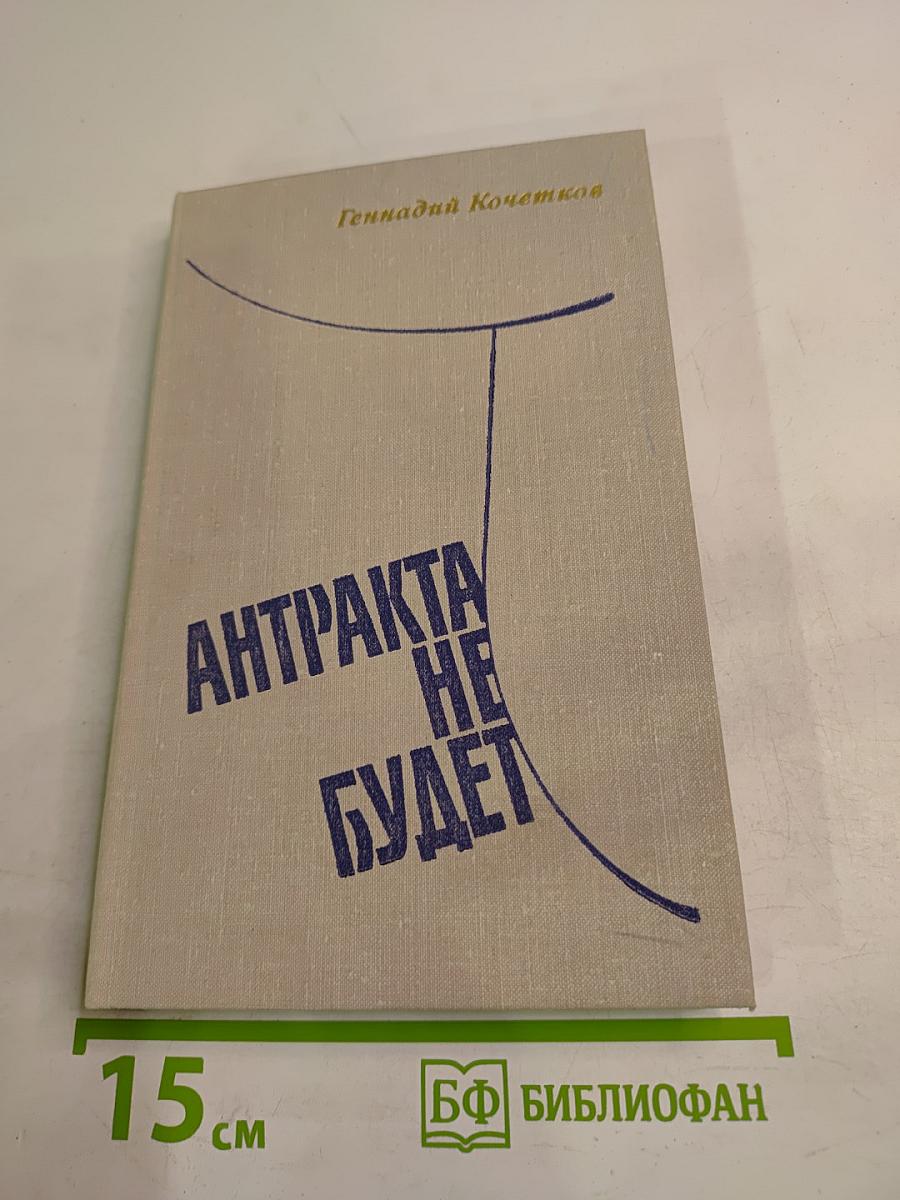 Геннадий Кочетков
АНТРАКТА
НЕ
БУДЕТ
15 см
БФ БИБЛИОФАН